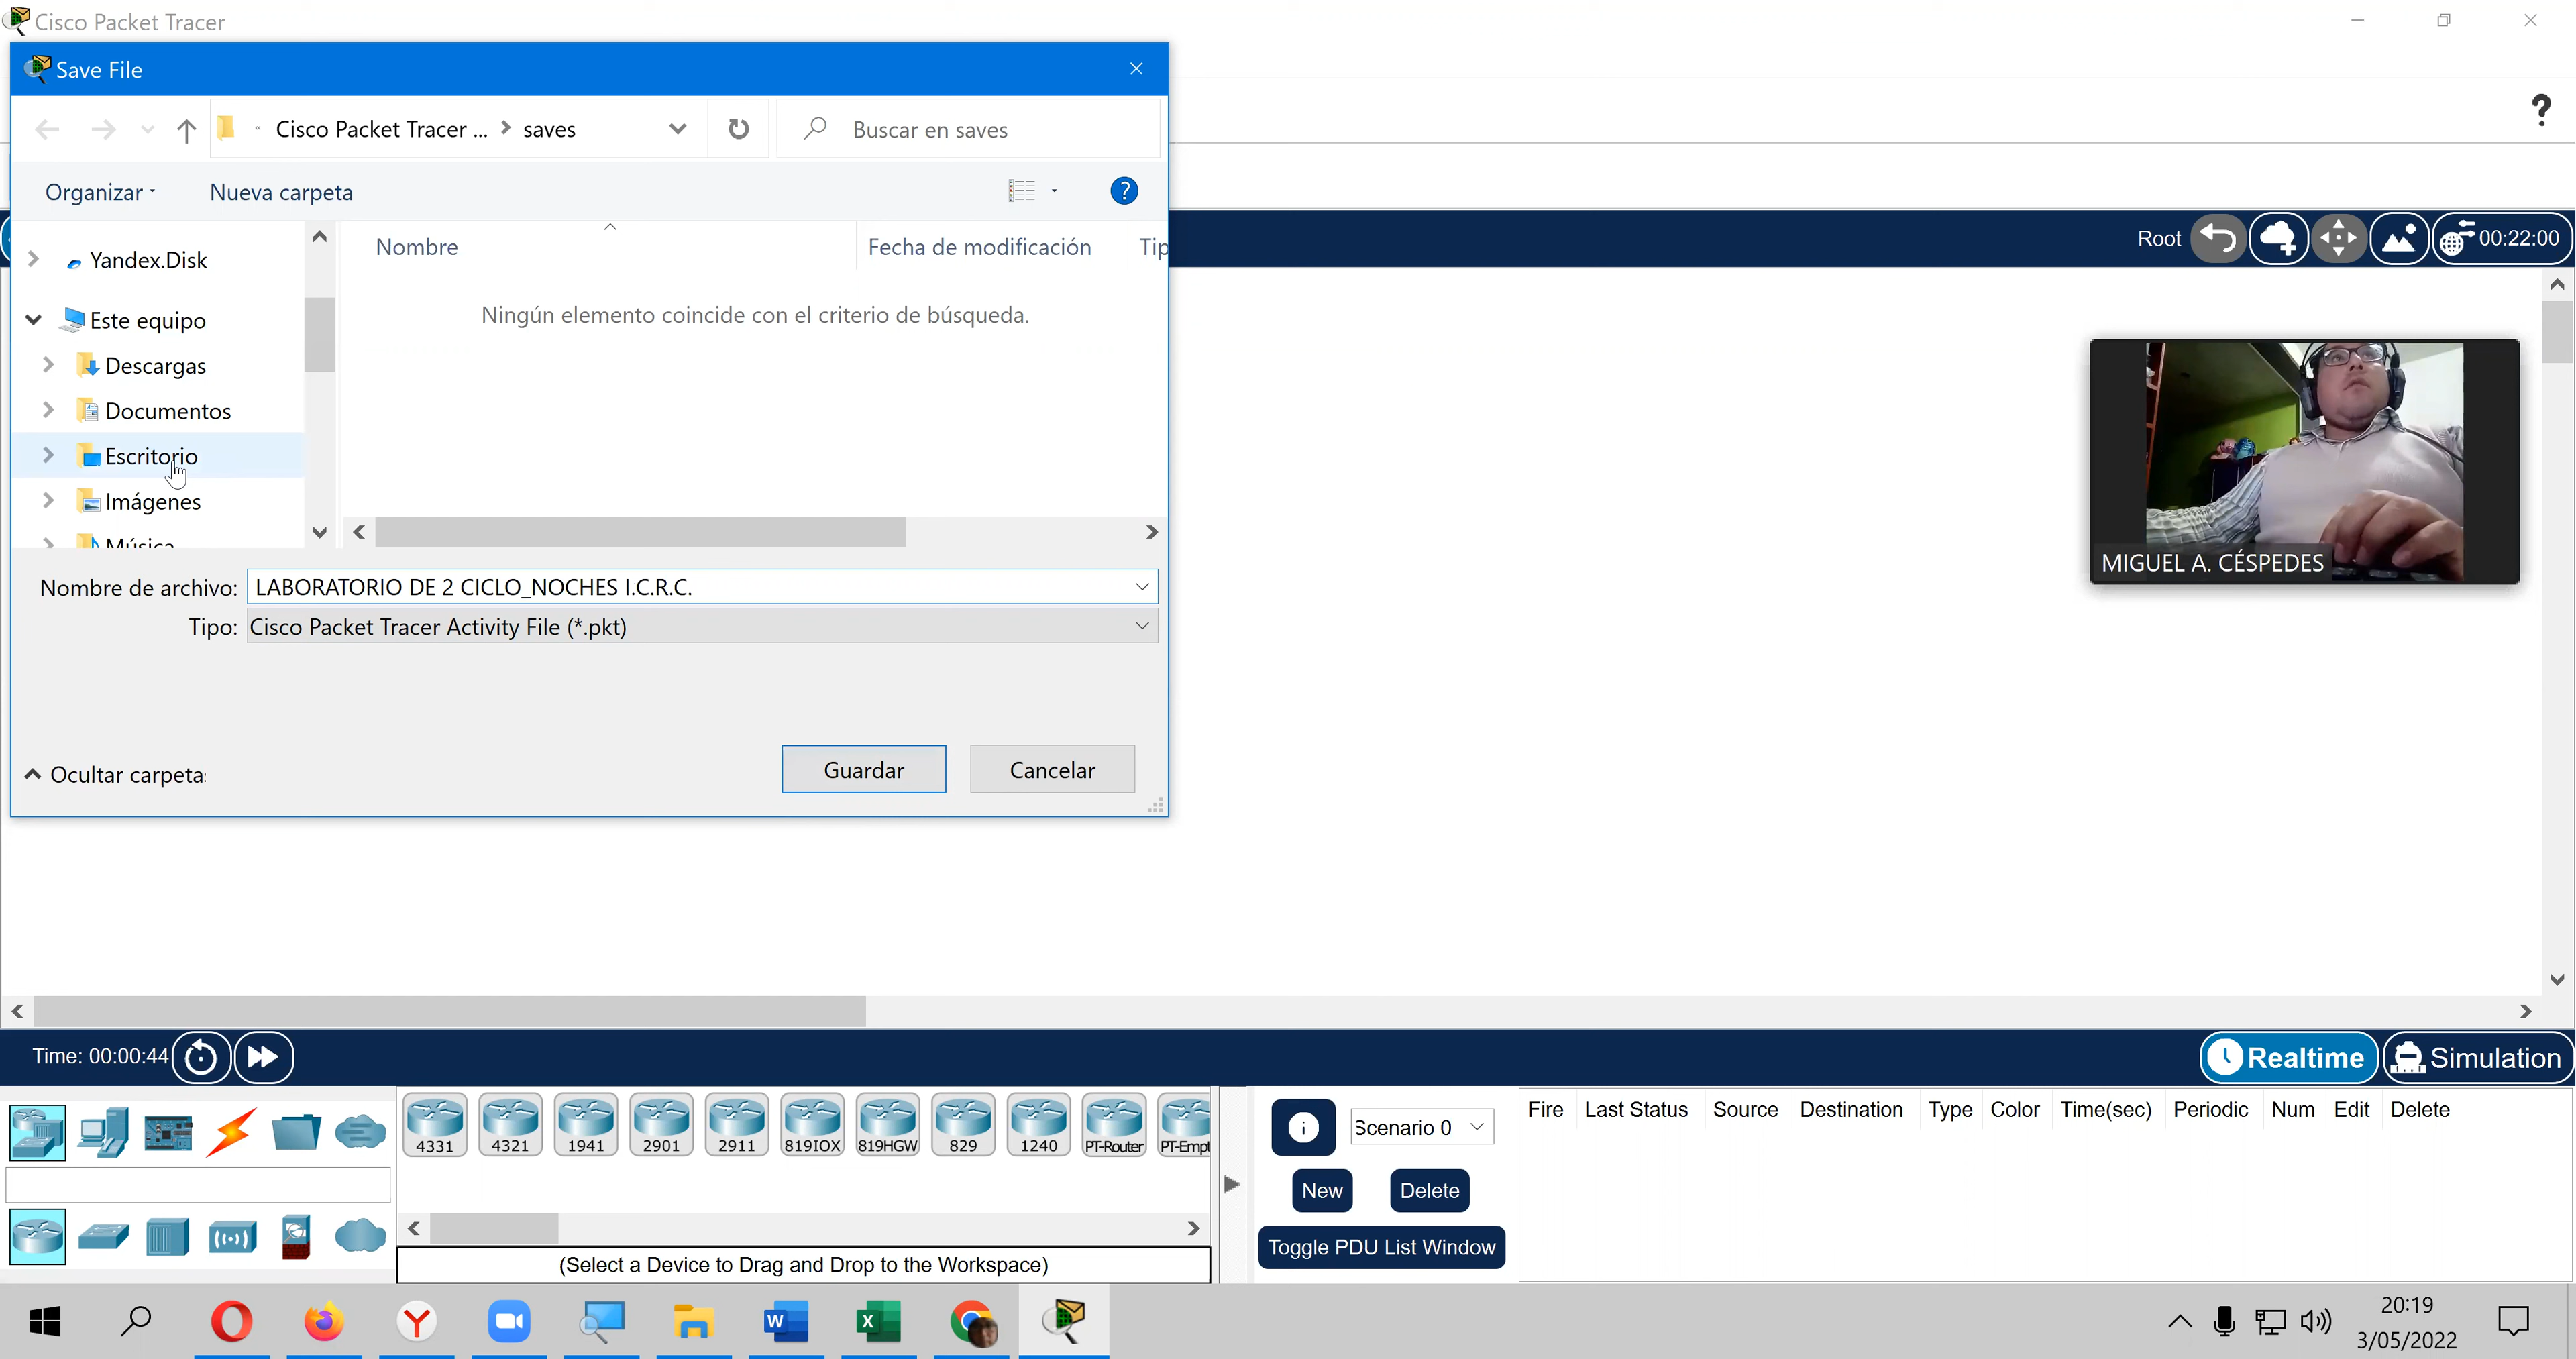 Cisco Packet Tracer
Save File
Cisco Packet Tracer ... > saves
Buscar en saves
Organizar
Nueva carpeta
?
Nombre
Fecha de modificación
Tip
Yandex.Disk
Este equipo
Descargas
Documentos
Escritorio
Imágenes
Música
Ningún elemento coincide con el criterio de búsqueda.
Nombre de archivo: LABORATORIO DE 2 CICLO_NOCHES I.C.R.C.
Tipo: Cisco Packet Tracer Activity File (*.pkt)
Ocultar carpeta
Guardar
Cancelar
?
Root
00:22:00
MIGUEL A. CÉSPEDES
Time: 00:00:44
Realtime
Simulation
4331
4321
1941
2901
2911
819IOX
819HGW
829
1240
PT-Router
PT-Empt
(Select a Device to Drag and Drop to the Workspace)
Scenario 0
New
Delete
Toggle PDU List Window
Fire Last Status Source Destination Type Color Time(sec) Periodic Num Edit Delete
20:19
3/05/2022